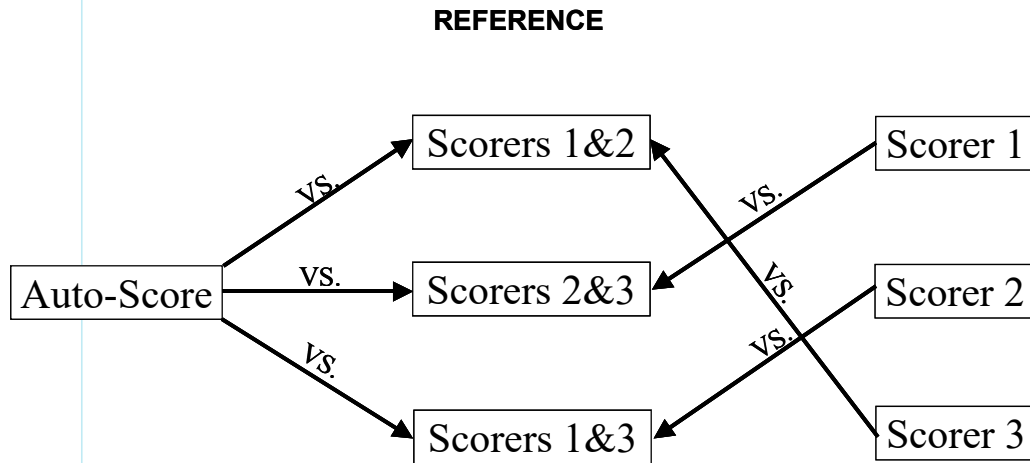 REFERENCE
Scorers 1&2
Scorer 1
vs.
vs.
Auto-Score
vs.
Scorers 2&3
vs.
Scorer 2
vs.
vs.
Scorers 1&3
Scorer 3